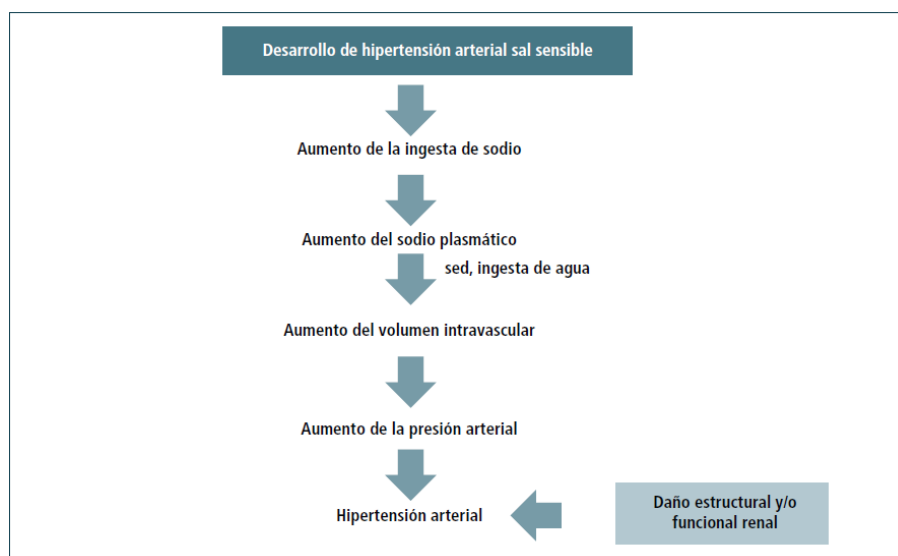 Desarrollo de hipertensión arterial sal sensible
Aumento de la ingesta de sodio
Aumento del sodio plasmático
sed, ingesta de agua
Aumento del volumen intravascular
Aumento de la presión arterial
Hipertensión arterial
Daño estructural y/o
funcional renal